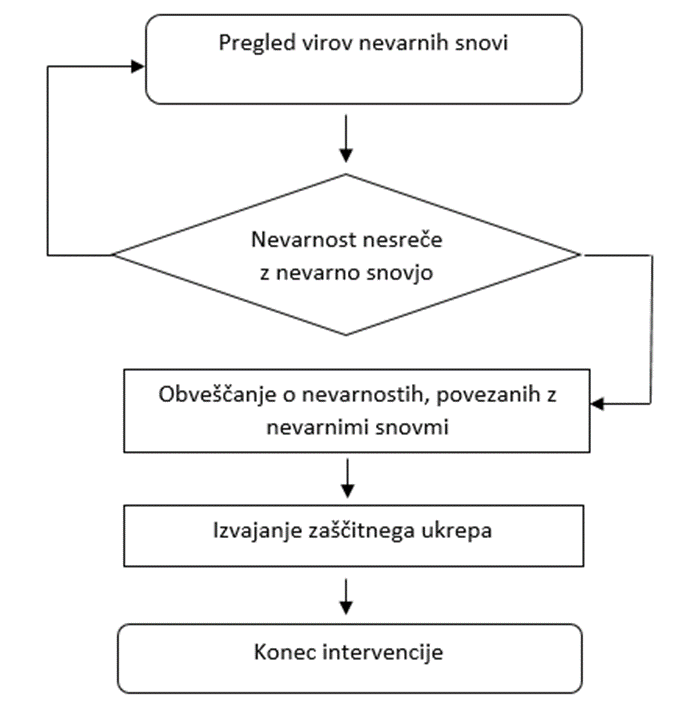 Pregled virov nevarnih snovi
Nevarnost nesreče
z nevarno snovjo
Obveščanje o nevarnostih, povezanih z
nevarnimi snovmi
Izvajanje zaščitnega ukrepa
Konec intervencije